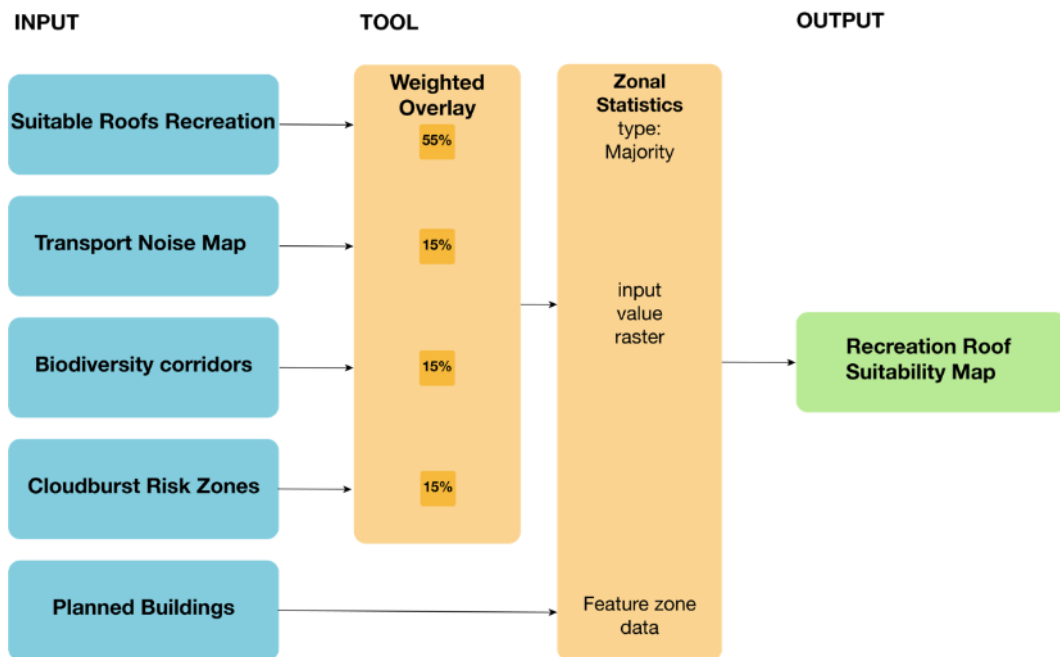 INPUT
TOOL
OUTPUT
Suitable Roofs Recreation
Transport Noise Map
Biodiversity corridors
Cloudburst Risk Zones
Planned Buildings
Weighted
Overlay
55%
15%
15%
15%
Zonal
Statistics
type:
Majority
input
value
raster
Feature zone
data
Recreation Roof
Suitability Map